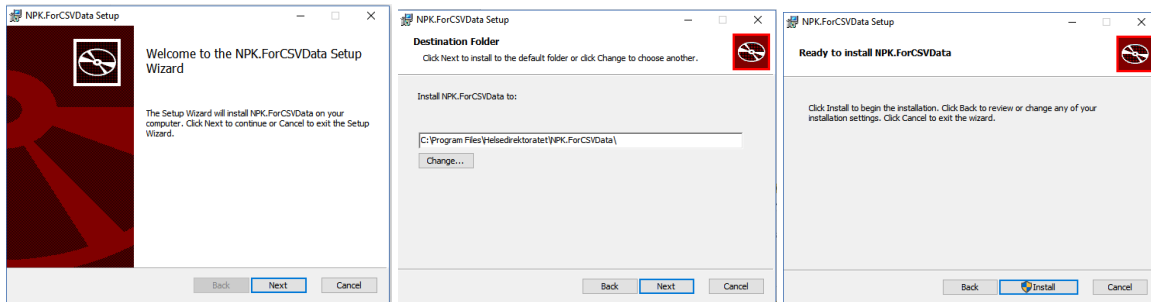 NPK.ForCSVData Setup
Welcome to the NPK.ForCSVData Setup
Wizard
The Setup Wizard will install NPK.ForCSVData on your
computer. Click Next to continue or Cancel to exit the Setup
Wizard.
Back
Next
Cancel
NPK.ForCSVData Setup
Destination Folder
Click Next to install to the default folder or click Change to choose another.
Install NPK.ForCSVData to:
C:\Program Files\Helsedirektoratet\NPK.ForCSVData\
Change...
Back
Next
Cancel
NPK.ForCSVData Setup
Ready to install NPK.ForCSVData
Click Install to begin the installation. Click Back to review or change any of your
installation settings. Click Cancel to exit the wizard.
Back
Install
Cancel